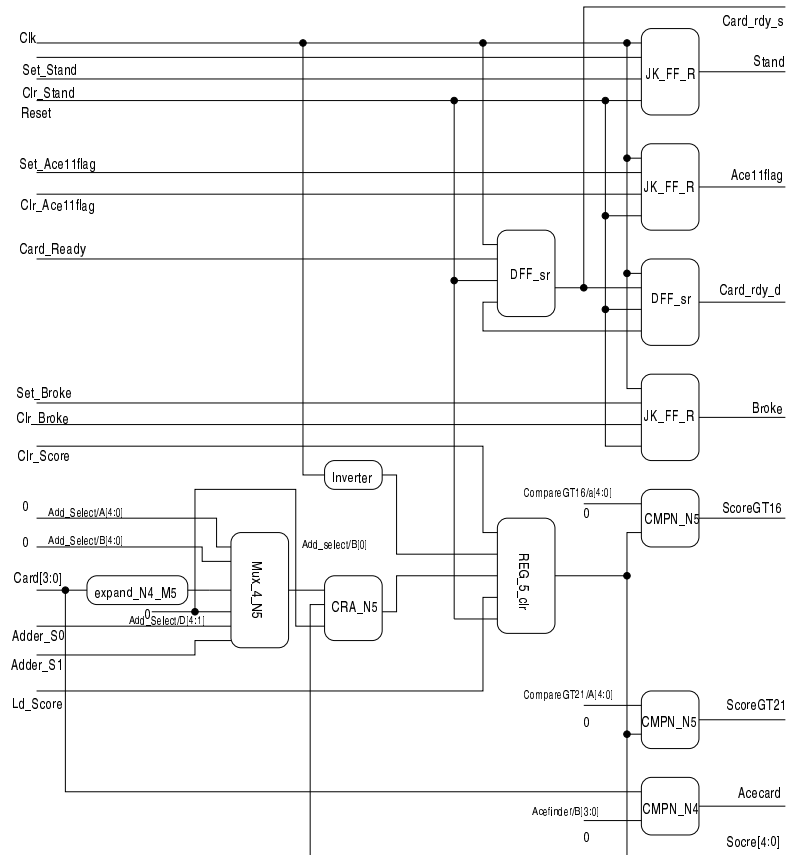 Card_rdy_s
Clk
Set_Stand
JK_FF_R
Stand
Clr_Stand
Reset
Set_Ace11flag
JK_FF_R
Ace11flag
Clr_Ace11flag
Card_Ready
DFF_sr
DFF_sr
Card_rdy_d
Set_Broke
Clr_Broke
JK_FF_R
Broke
Clr_Score
Inverter
CompareGT16/a[4:0]
0
CMPN_N5
ScoreGT16
0
Add_Select/A[4:0]
0
Add_Select/B[4:0]
Add_select/B[0]
Mux_4_N5
REG_5_clr
Card[3:0]
expand_N4_M5
CRA_N5
0
Add_Select/D[4:1]
Adder_S0
Adder_S1
Ld_Score
CompareGT21/A[4:0]
0
CMPN_N5
ScoreGT21
Acefinder/B[3:0]
0
CMPN_N4
Acecard
Socre[4:0]